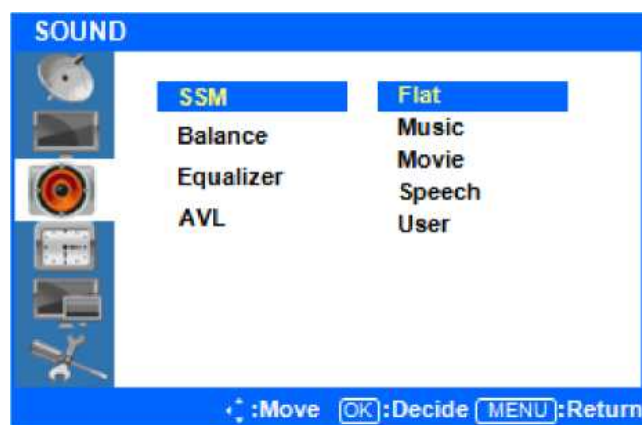 SOUND
SSM Flat
Balance Music
Equalizer Movie
AVL Speech
User
:Move OK:Decide MENU:Return